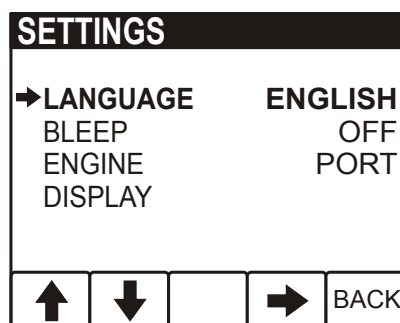 SETTINGS
LANGUAGE ENGLISH
BLEEP OFF
ENGINE PORT
DISPLAY
BACK